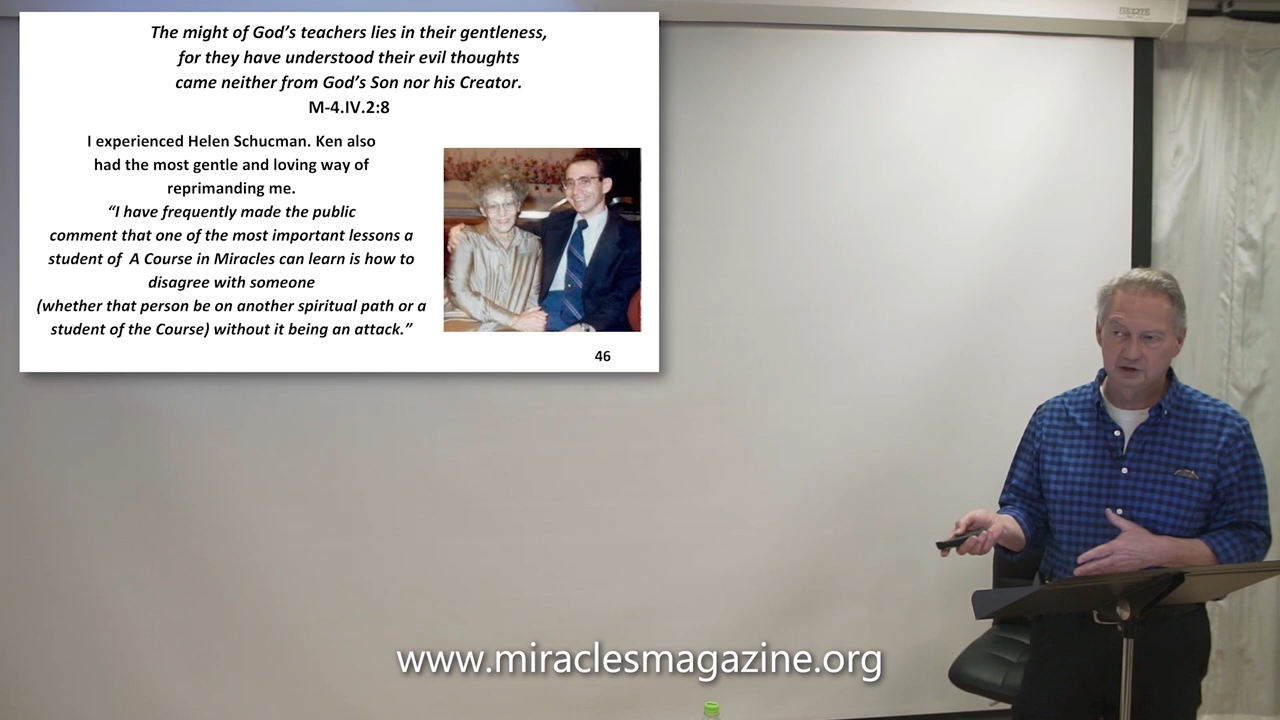 The might of God’s teachers lies in their gentleness,
for they have understood their evil thoughts
came neither from God’s Son nor his Creator.
M-4.IV.2:8
I experienced Helen Schucman. Ken also
had the most gentle and loving way of
reprimanding me.
“I have frequently made the public
comment that one of the most important lessons a
student of A Course in Miracles can learn is how to
disagree with someone
(whether that person be on another spiritual path or a
student of the Course) without it being an attack.”
46
DA-LITE
www.miraclesmagazine.org